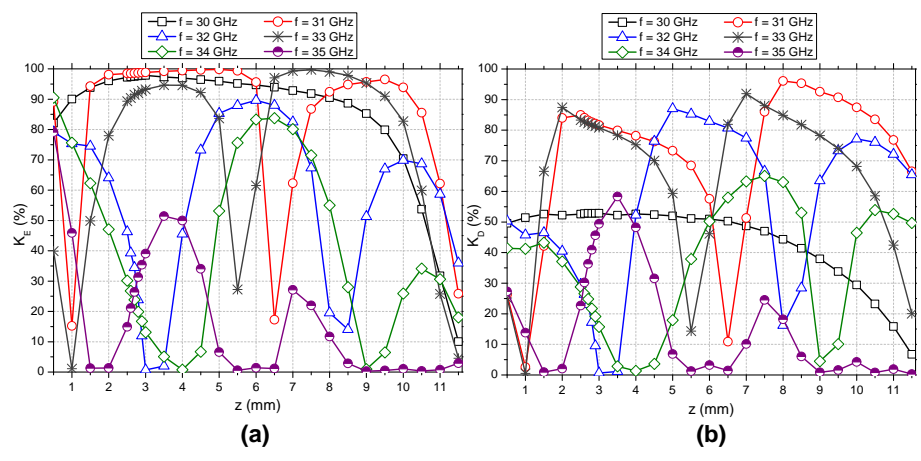 f = 30 GHz f = 31 GHz
f = 32 GHz f = 33 GHz
f = 34 GHz f = 35 GHz
100
90
80
70
60
50
40
30
20
10
0
K_E (%)
1 2 3 4 5 6 7 8 9 10 11
z (mm)
(a)
f = 30 GHz f = 31 GHz
f = 32 GHz f = 33 GHz
f = 34 GHz f = 35 GHz
100
90
80
70
60
50
40
30
20
10
0
K_D (%)
1 2 3 4 5 6 7 8 9 10 11
z (mm)
(b)